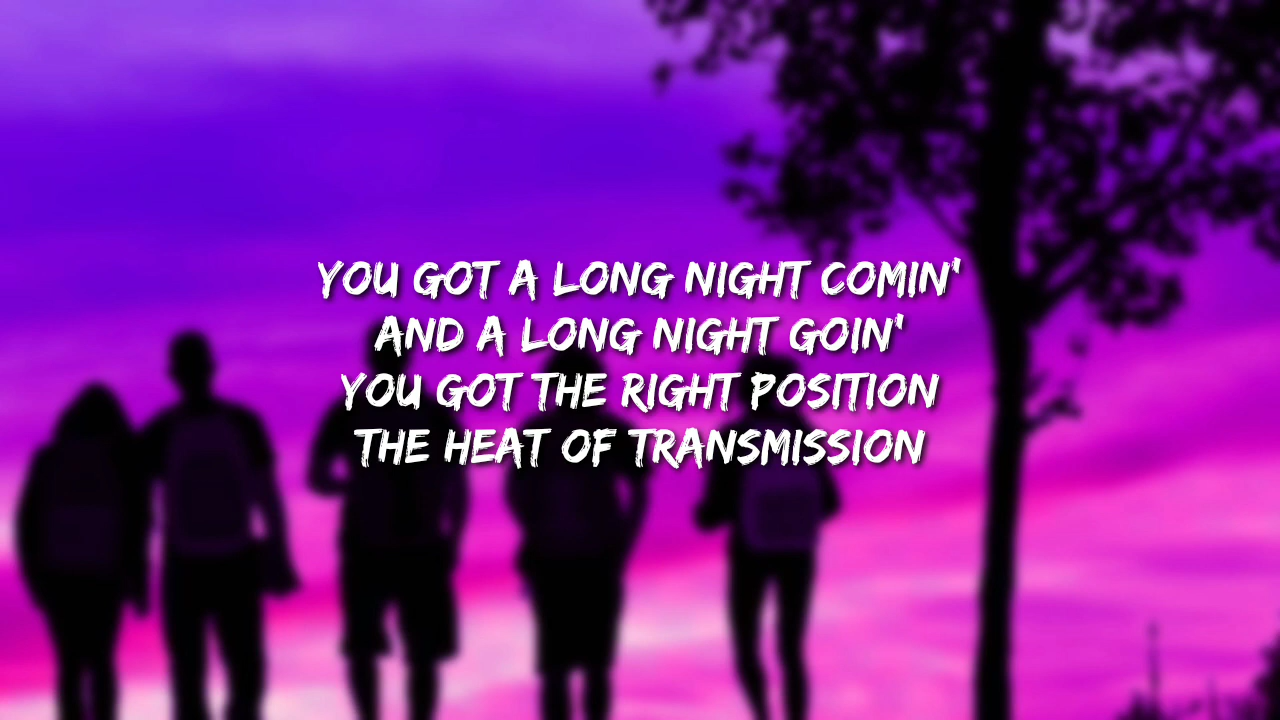 YOU GOT A LONG NIGHT COMIN'
AND A LONG NIGHT GOIN'
YOU GOT THE RIGHT POSITION
THE HEAT OF TRANSMISSION